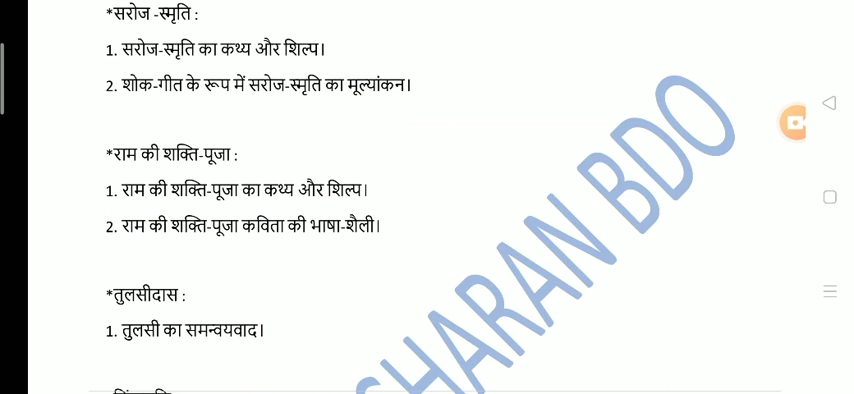 *सरोज -स्मृति :
1. सरोज-स्मृति का कथ्य और शिल्प।
2. शोक-गीत के रूप में सरोज-स्मृति का मूल्यांकन।
*राम की शक्ति-पूजा :
1. राम की शक्ति-पूजा का कथ्य और शिल्प।
2. राम की शक्ति-पूजा कविता की भाषा-शैली।
*तुलसीदास :
1. तुलसी का समन्वयवाद।
SHARAN BDO